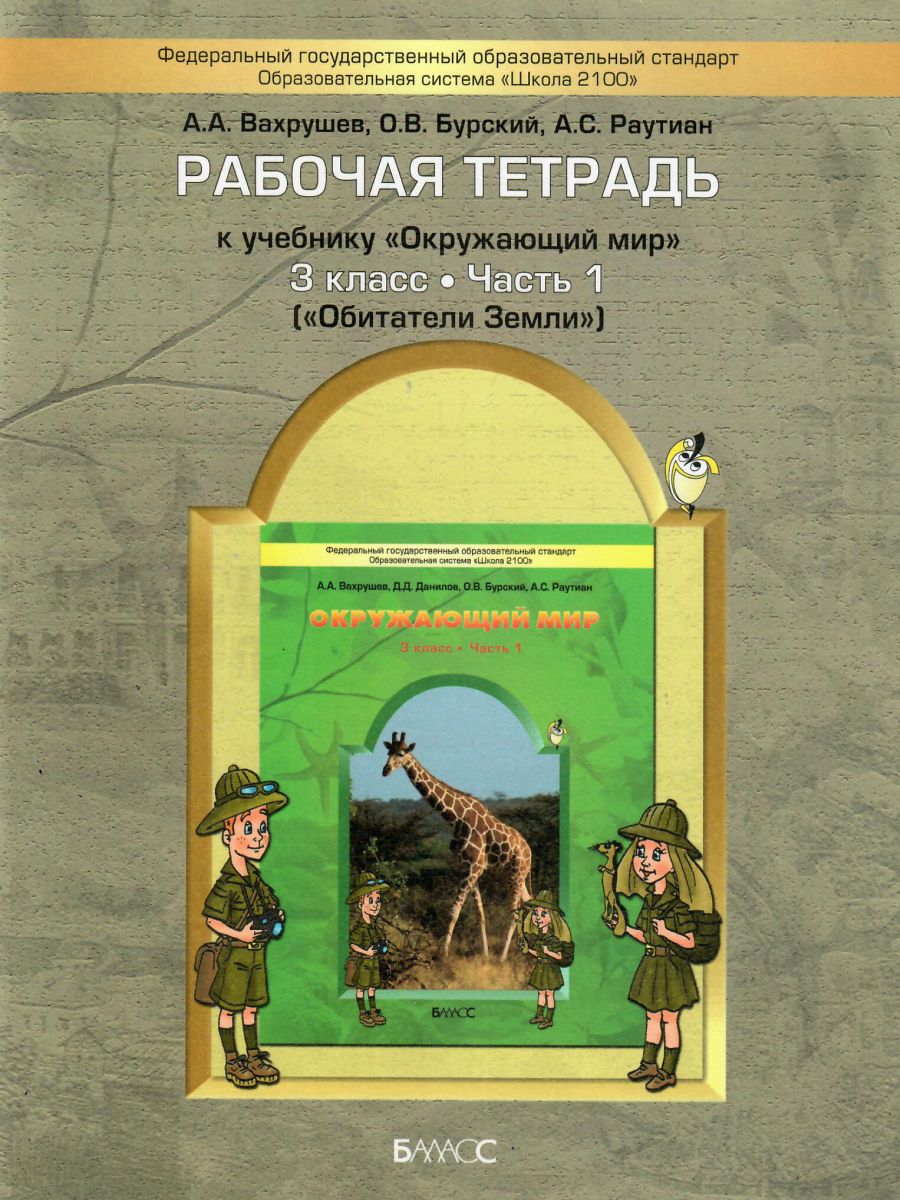 Федеральный государственный образовательный стандарт
Образовательная система «Школа 2100»
А.А. Вахрушев, О.В. Бурский, А.С. Раутиан
РАБОЧАЯ ТЕТРАДЬ
к учебнику «Окружающий мир»
3 класс • Часть 1
(«Обитатели Земли»)
Федеральный государственный образовательный стандарт
Образовательная система «Школа 2100»
А.А. Вахрушев, Д.Д. Данилов, О.В. Бурский, А.С. Раутиан
ОКРУЖАЮЩИЙ МИР
3 класс • Часть 1
БАЛАСС
БАЛАСС